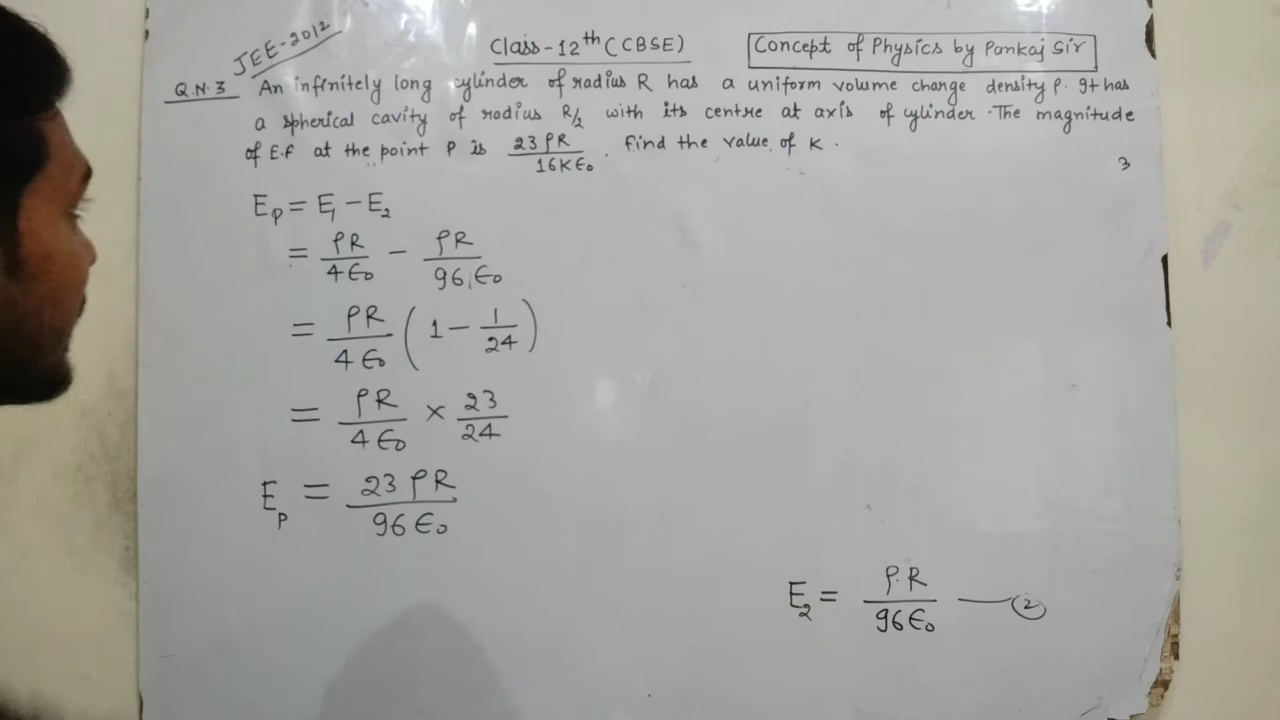 JEE-2012
Class-12th (CBSE)
Concept of Physics by Pankaj Sir
Q.N.3 An infinitely long cylinder of radius R has a uniform volume change density ρ. It has
a spherical cavity of radius R/2 with its centre at axis of cylinder. The magnitude
of E.F at the point P is 23ρR/16Kϵ₀. Find the value of K.
3
Eₚ = E₁ - E₂
= ρR/4ϵ₀ - ρR/96ϵ₀
= ρR/4ϵ₀ (1 - 1/24)
= ρR/4ϵ₀ × 23/24
Eₚ = 23ρR/96ϵ₀
E₂ = ρ.R/96ϵ₀ — ②